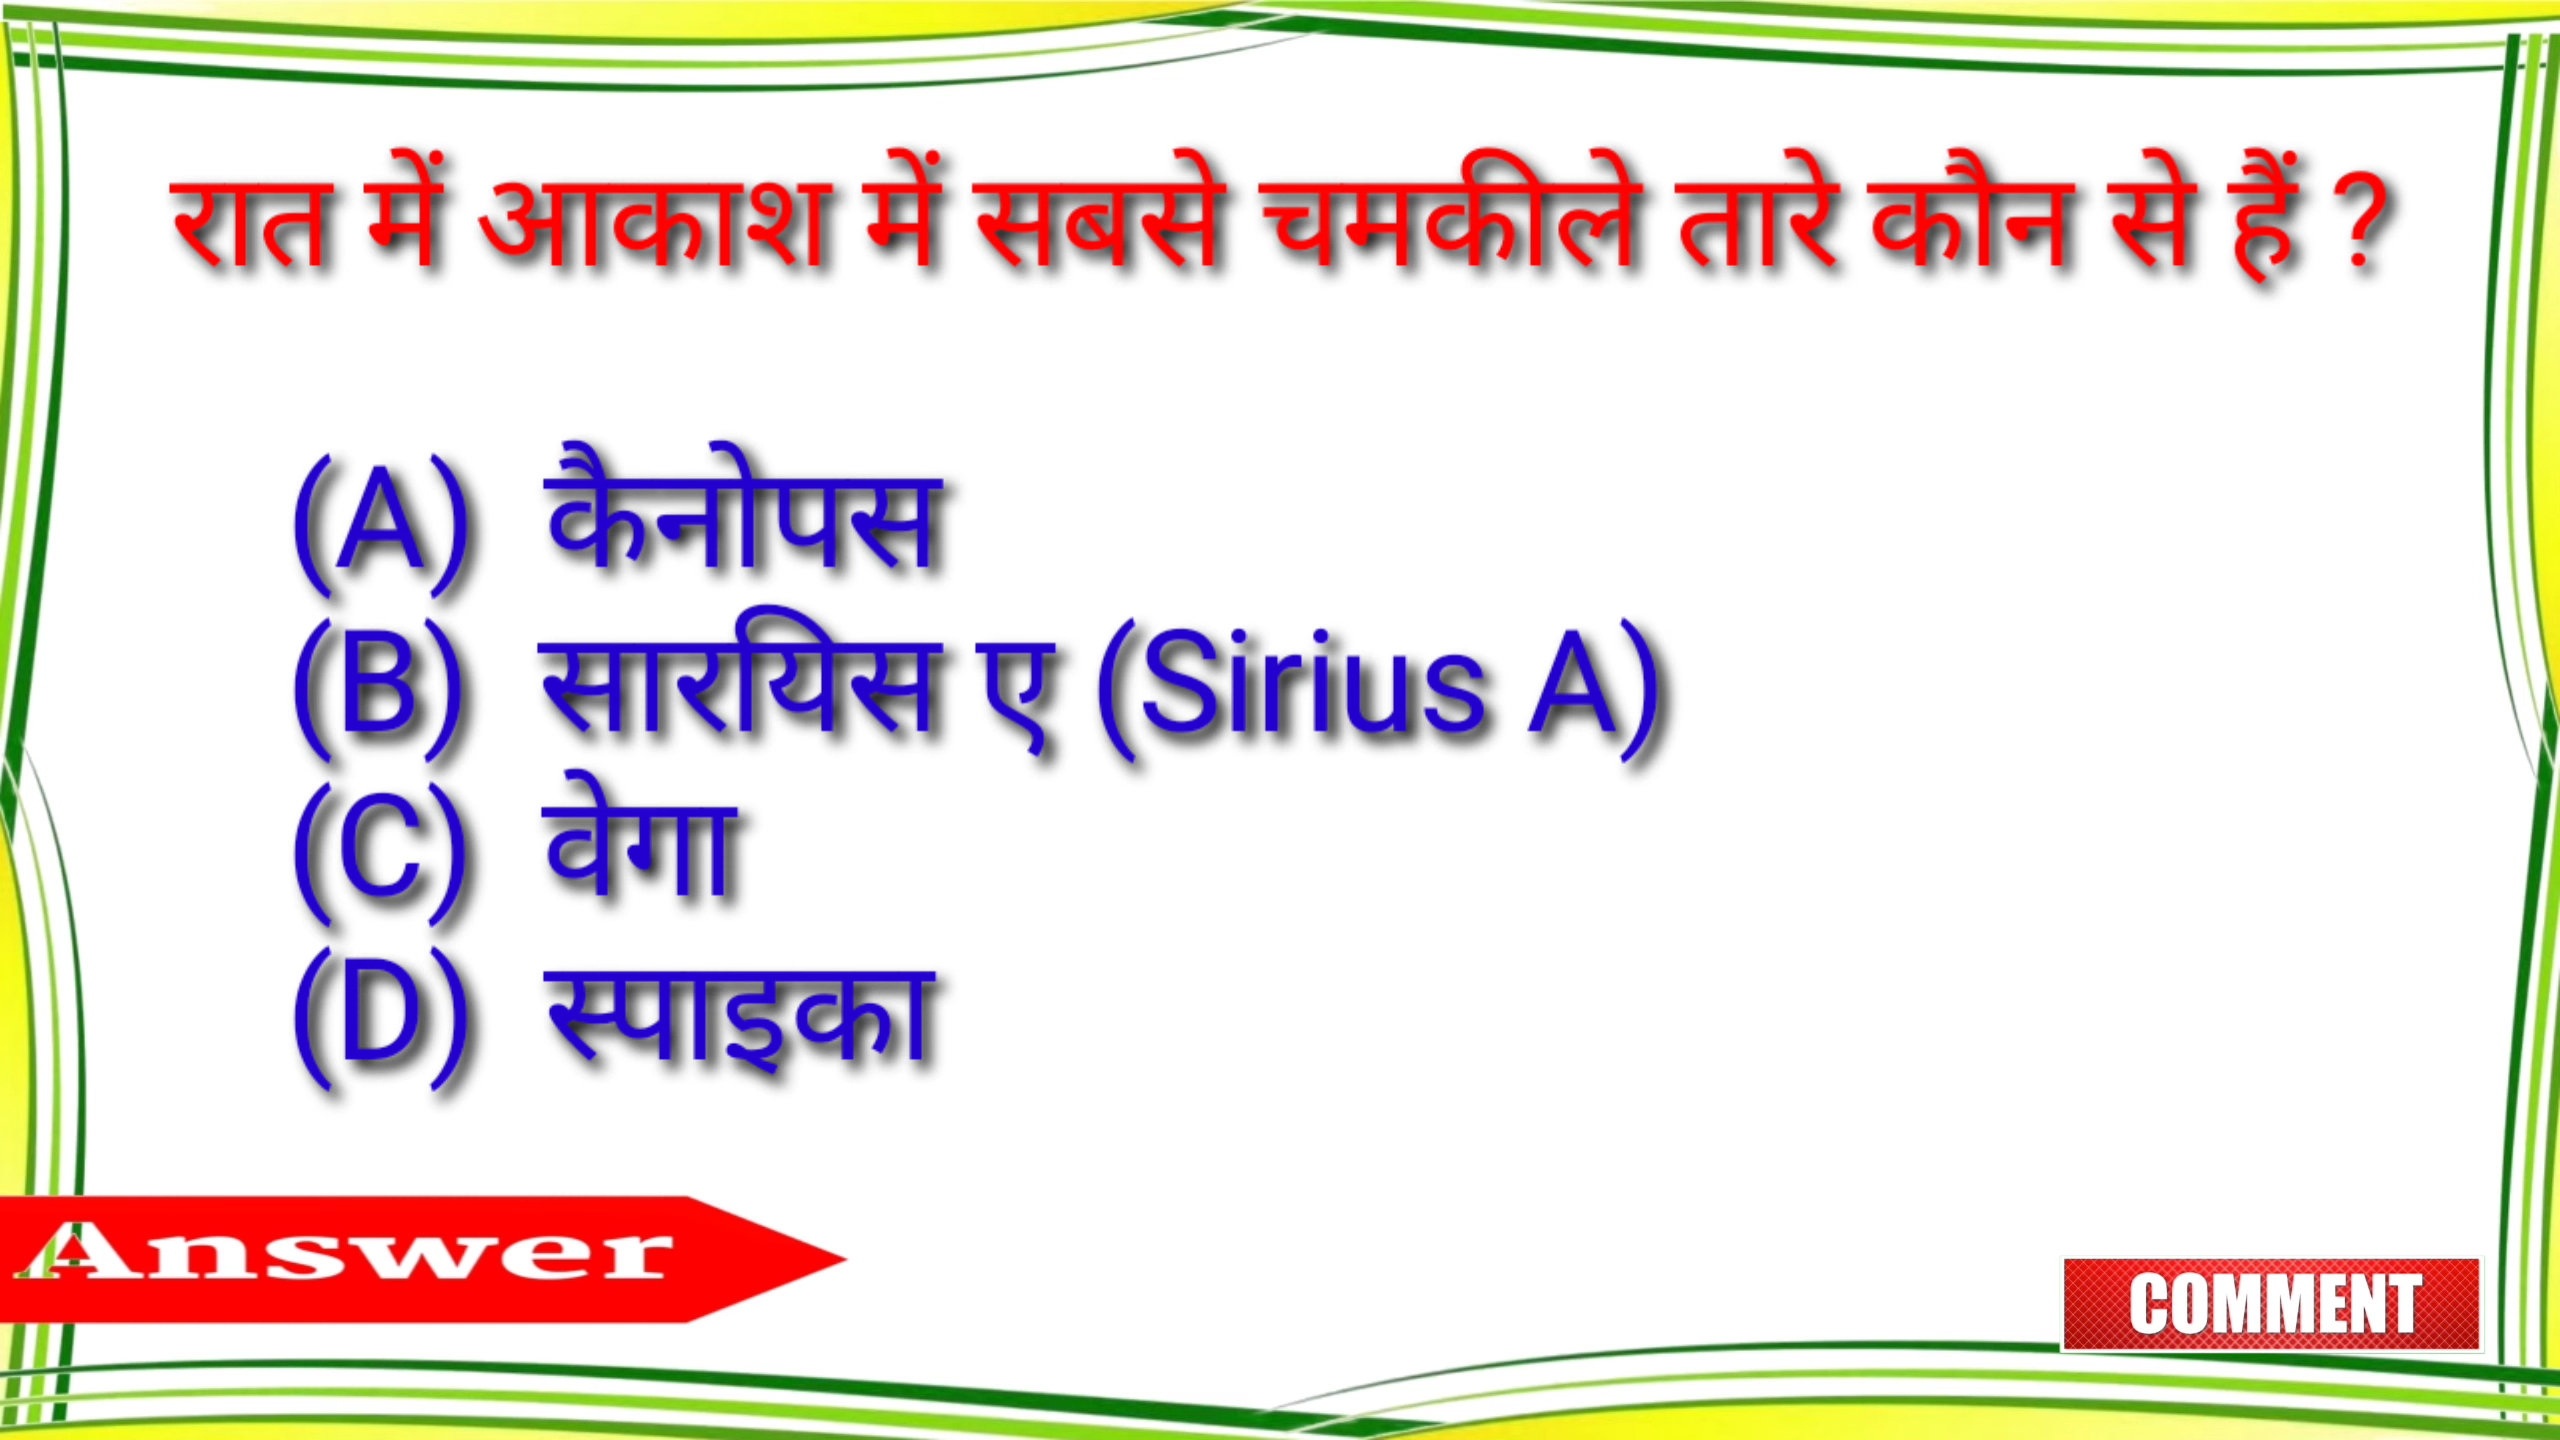 रात में आकाश में सबसे चमकीले तारे कौन से हैं ?
(A) कैनोपस
(B) सारयिस ए (Sirius A)
(C) वेगा
(D) स्पाइका
Answer
COMMENT